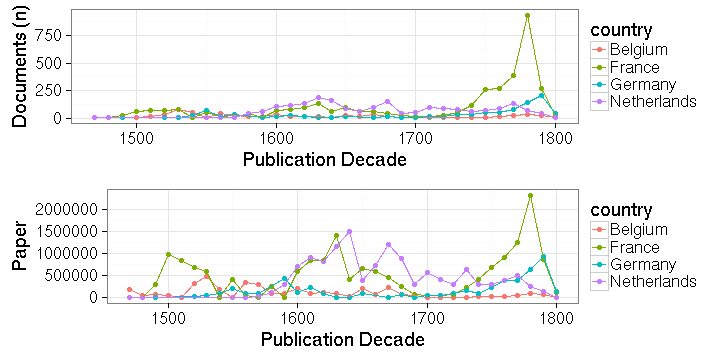 Documents (n)
750
500
250
0
1500
1600
1700
1800
Publication Decade
country
Belgium
France
Germany
Netherlands
Paper
2000000
1500000
1000000
500000
0
1500
1600
1700
1800
Publication Decade
country
Belgium
France
Germany
Netherlands